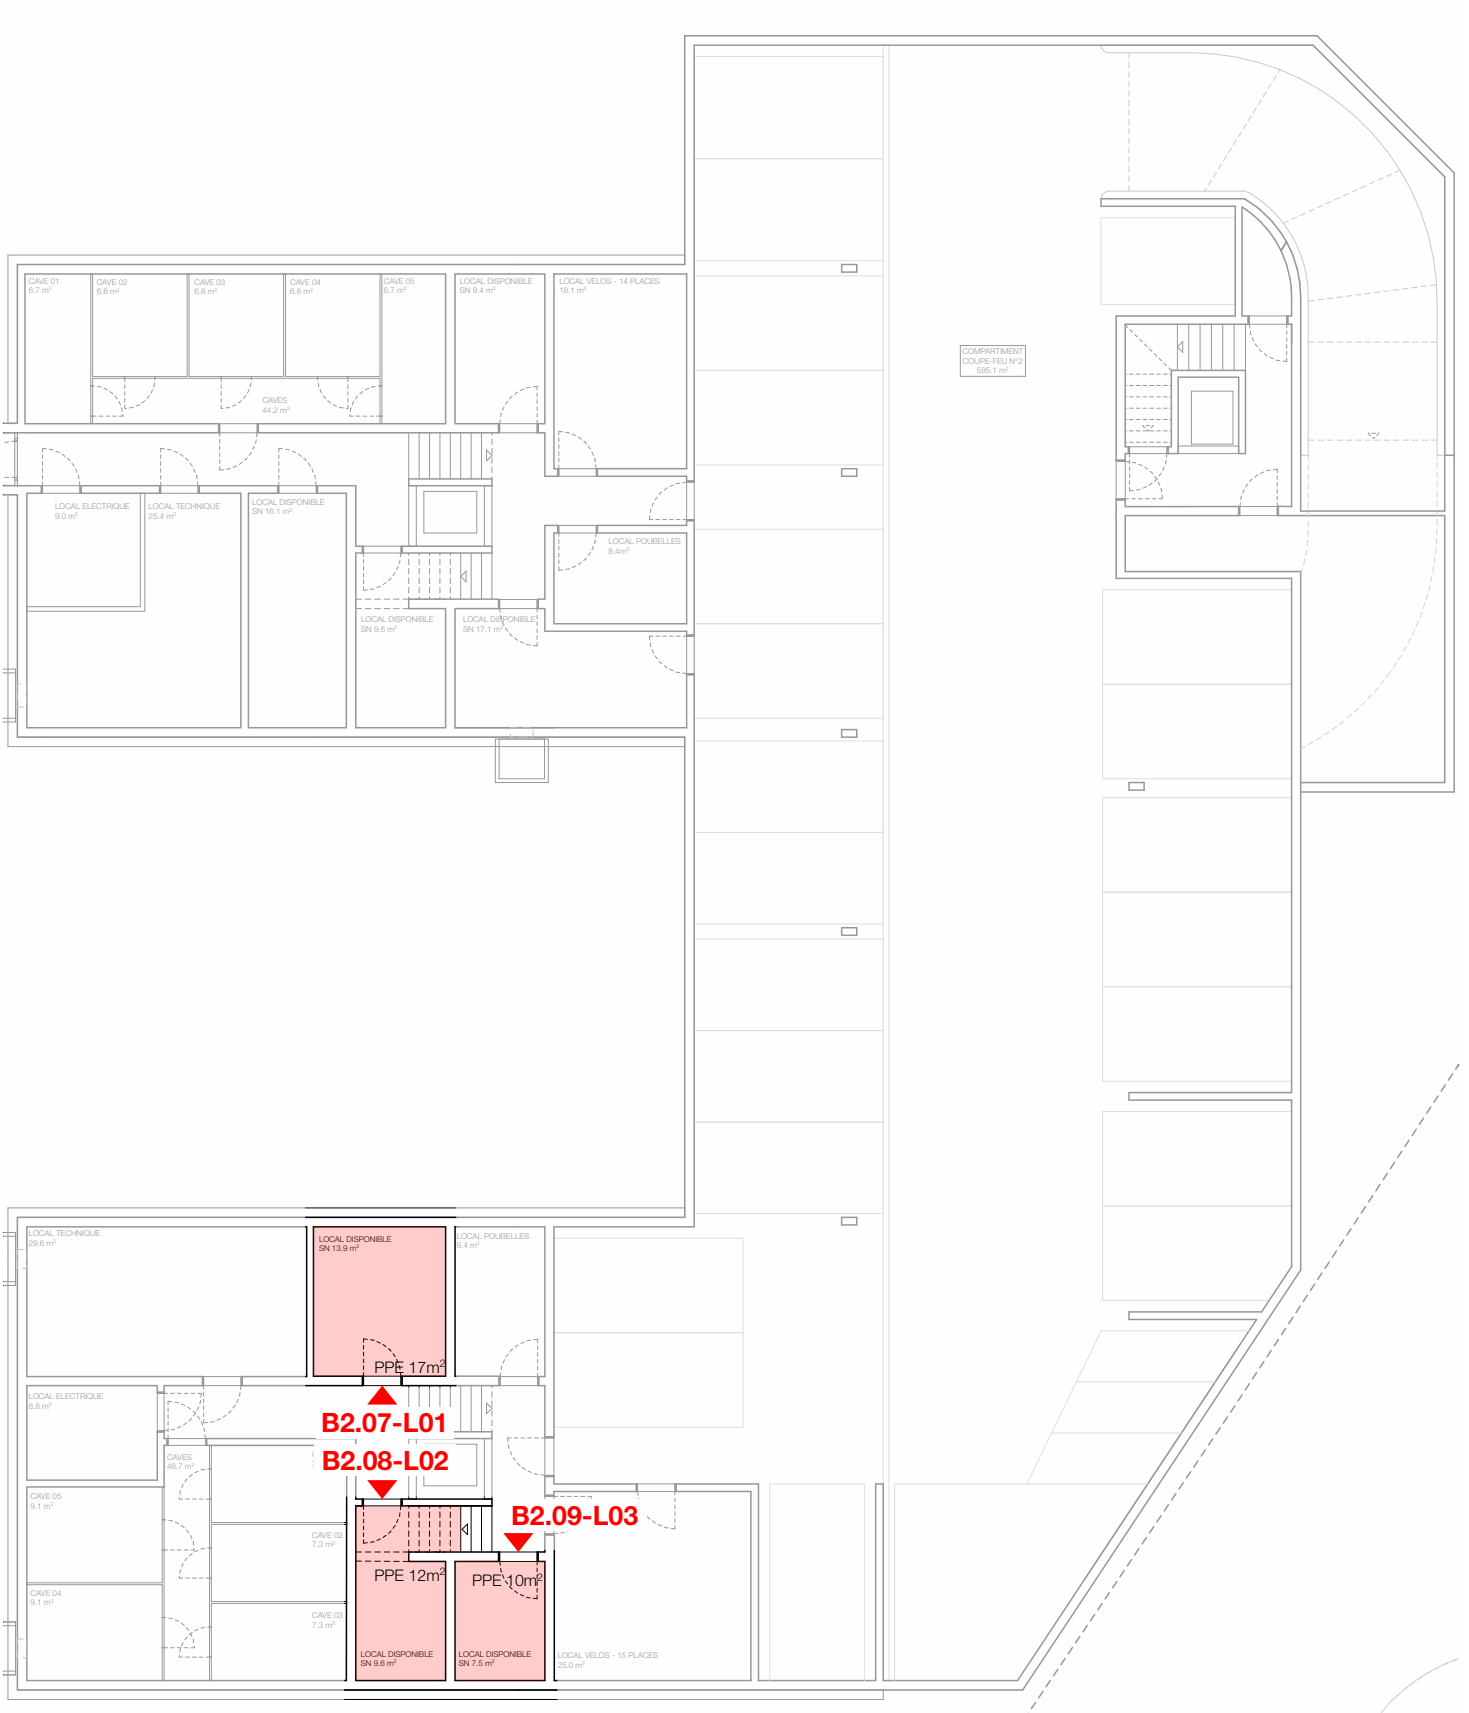 CAVE 01
6.7 m²
CAVE 02
6.8 m²
CAVE 03
6.8 m²
CAVE 04
6.8 m²
CAVE 05
6.7 m²
LOCAL DISPONIBLE
SN 9.4 m²
LOCAL VELOS - 14 PLACES
18.1 m²
CAVES
44.2 m²
COMPARTIMENT
COUPE-FEU N°2
595.1 m²
LOCAL ELECTRIQUE
9.0 m²
LOCAL TECHNIQUE
25.4 m²
LOCAL DISPONIBLE
SN 16.1 m²
LOCAL POUBELLES
8.4m²
LOCAL DISPONIBLE
SN 9.6 m²
LOCAL DISPONIBLE
SN 17.1 m²
LOCAL TECHNIQUE
29.6 m²
LOCAL DISPONIBLE
SN 13.9 m²
LOCAL POUBELLES
9.4 m²
PPE 17m²
LOCAL ELECTRIQUE
8.8 m²
B2.07-L01
B2.08-L02
CAVES
48.7 m²
CAVE 05
9.1 m²
B2.09-L03
CAVE 02
7.3 m²
PPE 12m²
PPE 10m²
CAVE 04
9.1 m²
CAVE 03
7.3 m²
LOCAL DISPONIBLE
SN 9.6 m²
LOCAL DISPONIBLE
SN 7.5 m²
LOCAL VELOS - 15 PLACES
25.0 m²